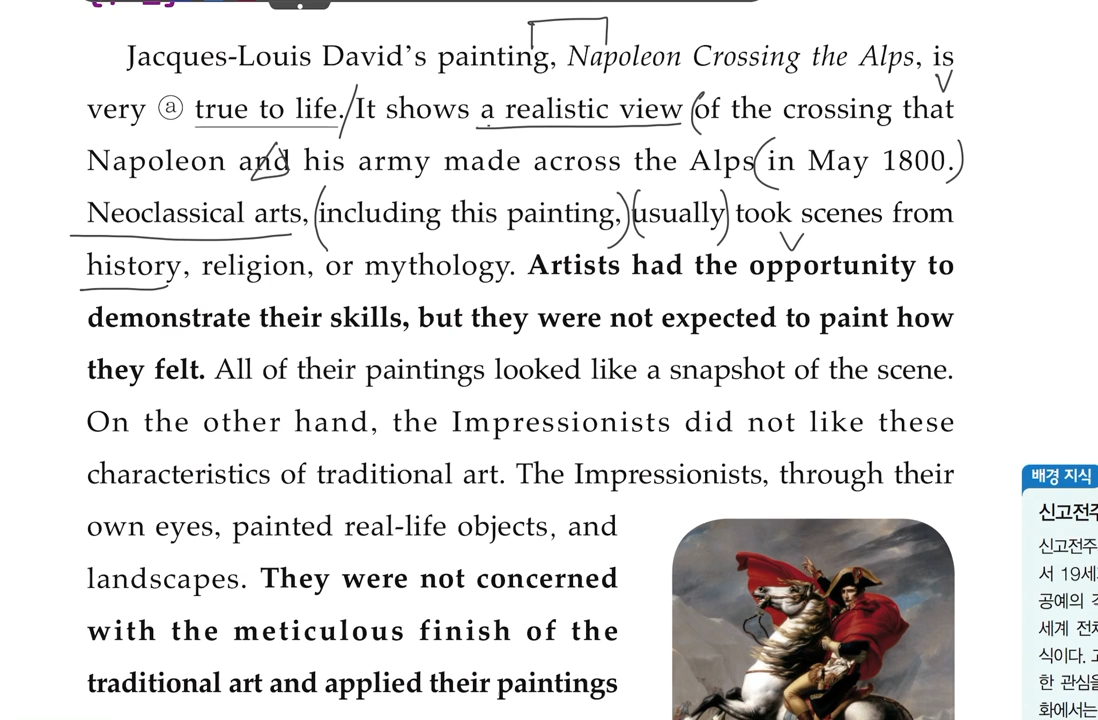 Jacques-Louis David's painting, Napoleon Crossing the Alps, is
very ⓐ true to life. It shows a realistic view of the crossing that
Napoleon and his army made across the Alps in May 1800.
Neoclassical arts, including this painting, usually took scenes from
history, religion, or mythology. Artists had the opportunity to
demonstrate their skills, but they were not expected to paint how
they felt. All of their paintings looked like a snapshot of the scene.
On the other hand, the Impressionists did not like these
characteristics of traditional art. The Impressionists, through their
own eyes, painted real-life objects, and
landscapes. They were not concerned
with the meticulous finish of the
traditional art and applied their paintings
배경 지식
신고전주
신고전주
서 19세
공예의 각
세계 전체
식이다. 고
한 관심을
화에서는